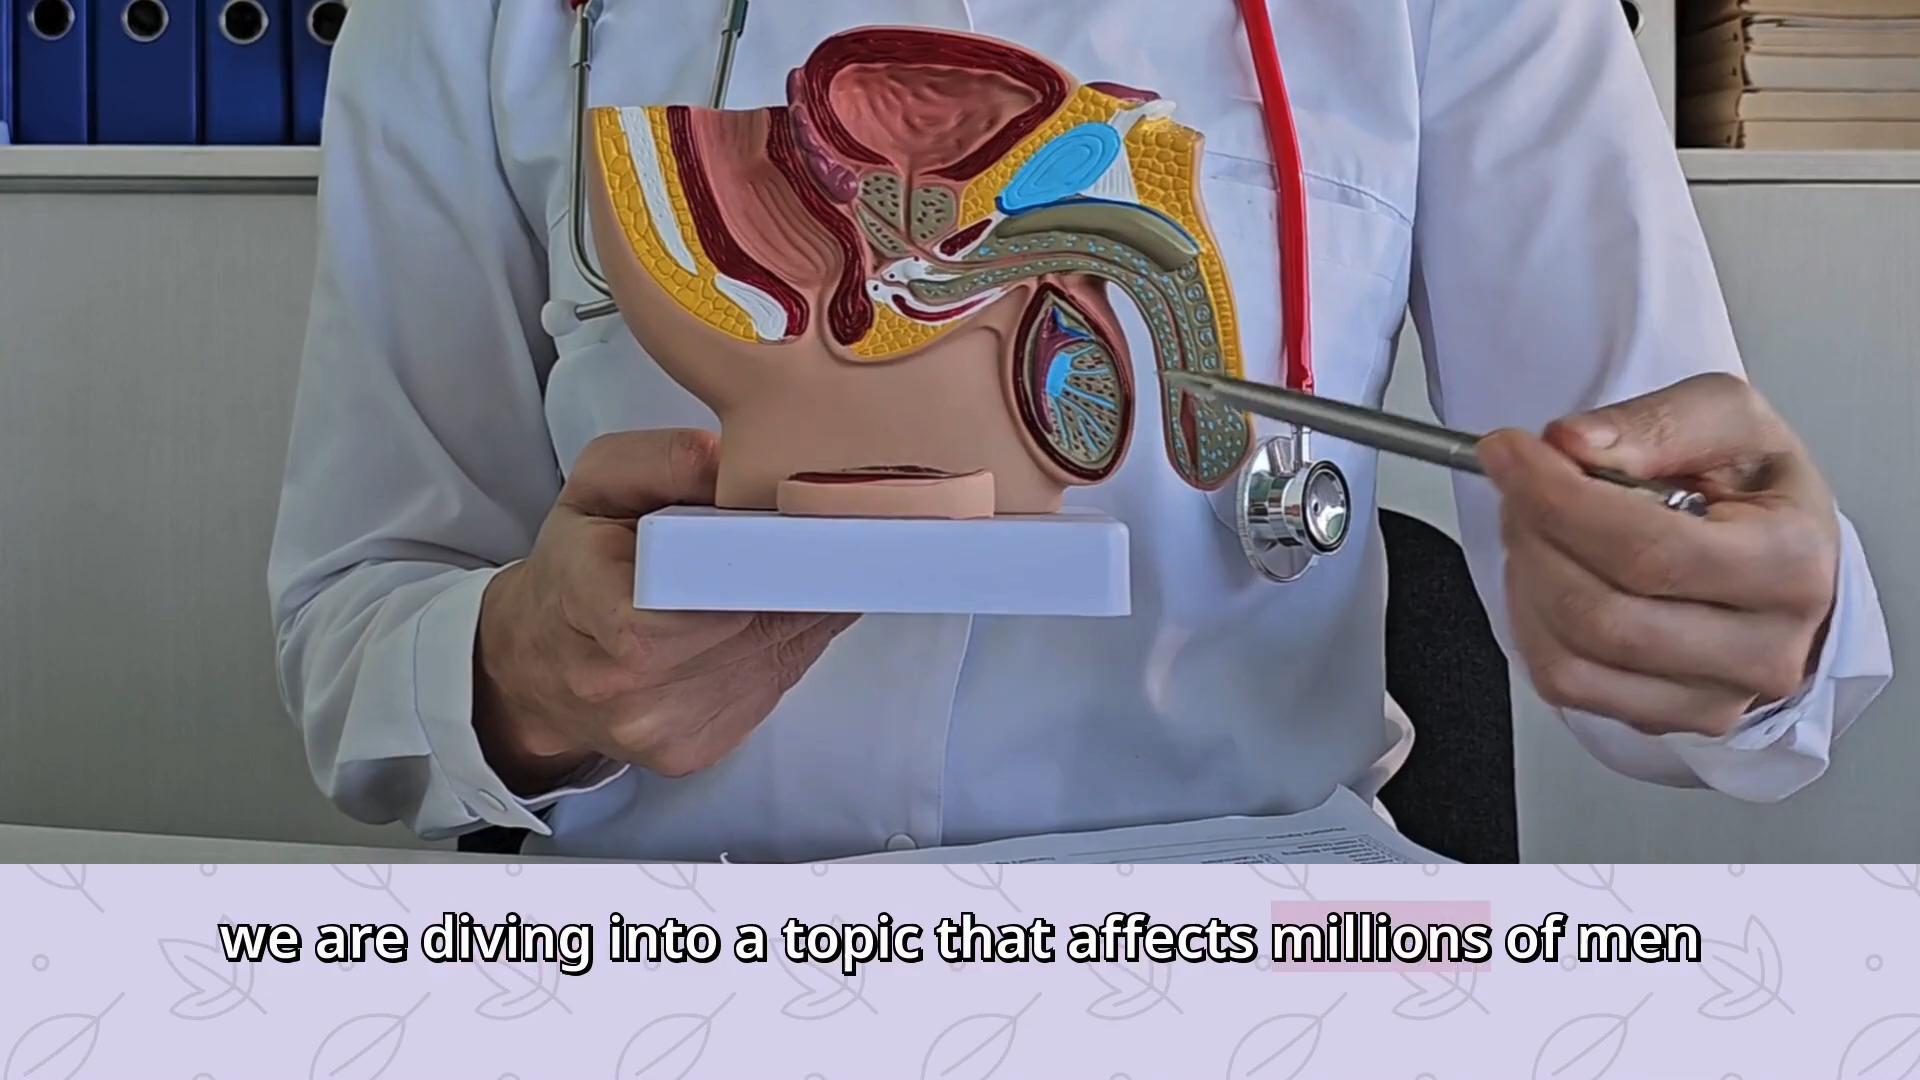 we are diving into a topic that affects millions of men